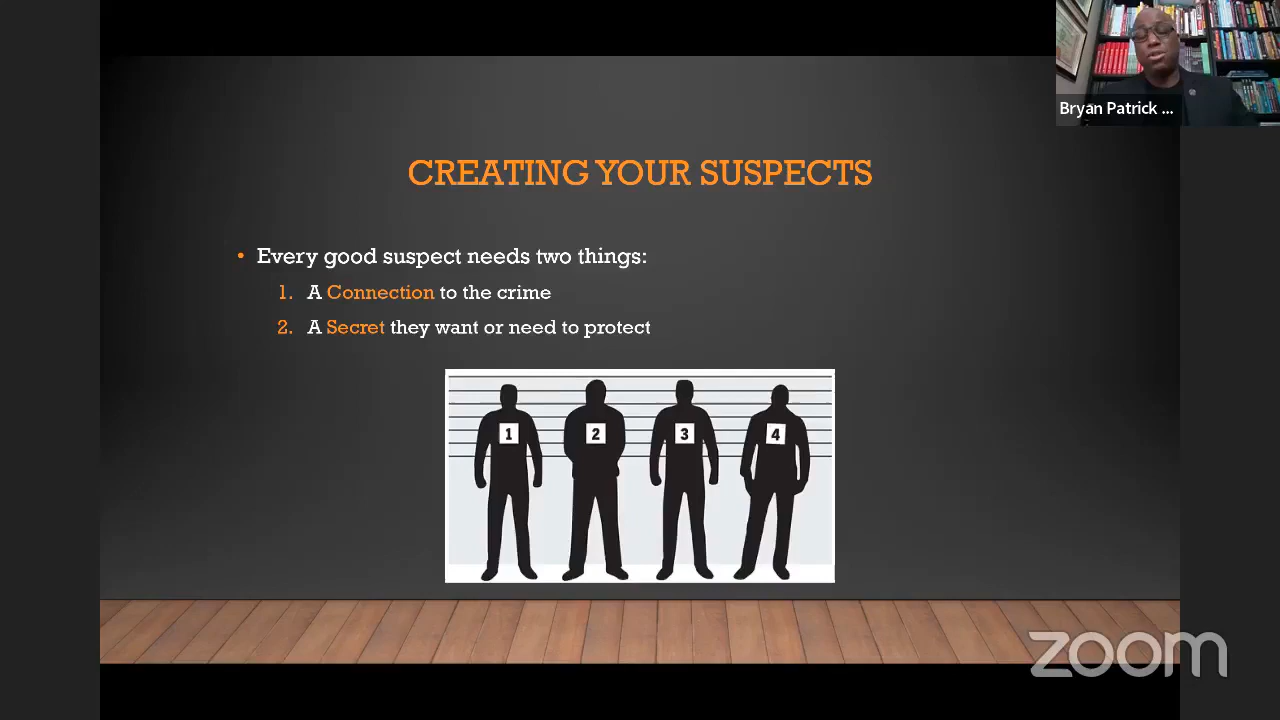 Bryan Patrick ...
CREATING YOUR SUSPECTS
• Every good suspect needs two things:
1. A Connection to the crime
2. A Secret they want or need to protect
1 2 3 4
zoom